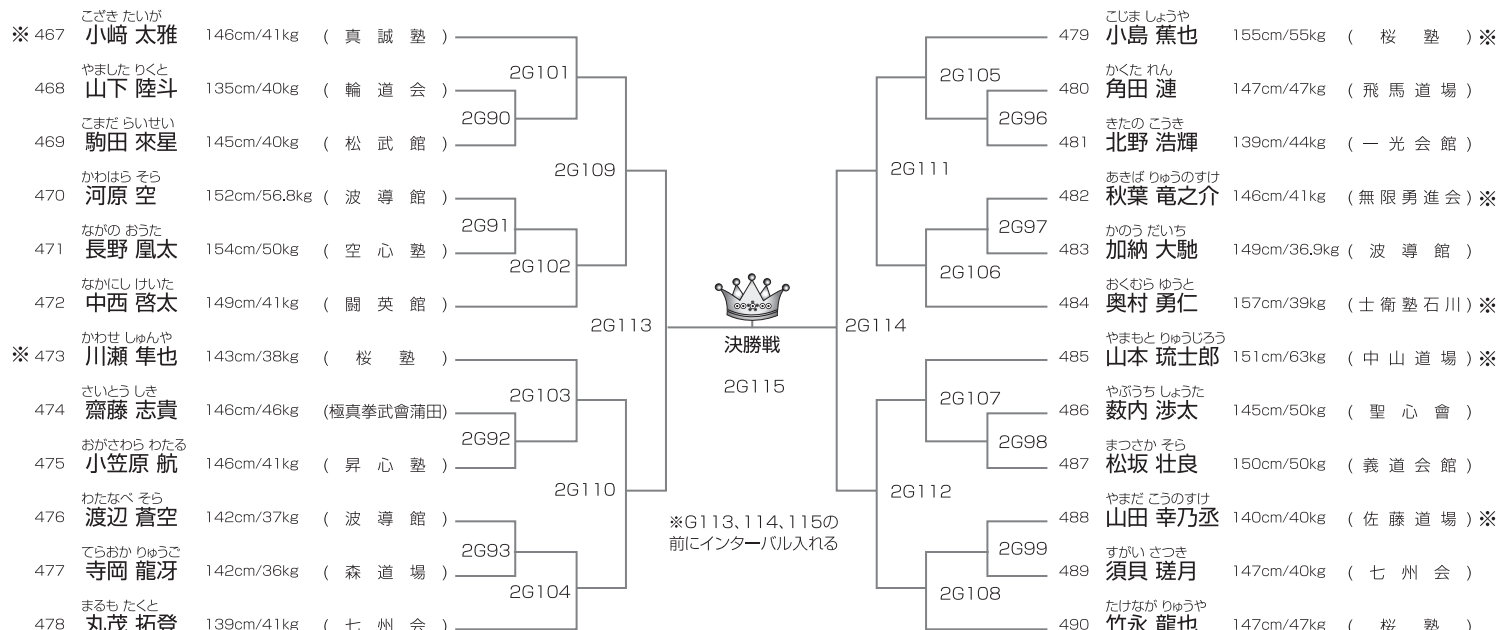 こざき たいが
※ 467 小﨑 太雅 146cm/41kg ( 真 誠 塾 )
やました りくと
468 山下 陸斗 135cm/40kg ( 輪 道 会 )
こまだ らいせい
469 駒田 來星 145cm/40kg ( 松 武 館 )
かわはら そら
470 河原 空 152cm/56.8kg ( 波 導 館 )
ながの おうた
471 長野 凰太 154cm/50kg ( 空 心 塾 )
なかにし けいた
472 中西 啓太 149cm/41kg ( 闘 英 館 )
かわせ しゅんや
※ 473 川瀬 隼也 143cm/38kg ( 桜 塾 )
さいとう しき
474 齋藤 志貴 146cm/46kg (極真拳武會蒲田)
おがさわら わたる
475 小笠原 航 146cm/41kg ( 昇 心 塾 )
わたなべ そら
476 渡辺 蒼空 142cm/37kg ( 波 導 館 )
てらおか りゅうご
477 寺岡 龍冴 142cm/36kg ( 森 道 場 )
まるも たくと
478 丸茂 拓登 139cm/41kg ( 七 州 会 )
2G101
2G90
2G109
2G91
2G102
2G113
2G103
2G92
2G110
2G93
2G104
決勝戦
2G115
※G113、114、115の
前にインターバル入れる
2G105
2G96
2G111
2G97
2G106
2G114
2G107
2G98
2G112
2G99
2G108
こじま しょうや
479 小島 蕉也 155cm/55kg ( 桜 塾 ) ※
かくた れん
480 角田 漣 147cm/47kg ( 飛 馬 道 場 )
きたの こうき
481 北野 浩輝 139cm/44kg ( 一 光 会 館 )
あきば りゅうのすけ
482 秋葉 竜之介 146cm/41kg ( 無 限 勇 進 会 ) ※
かのう だいち
483 加納 大馳 149cm/36.9kg ( 波 導 館 )
おくむら ゆうと
484 奥村 勇仁 157cm/39kg ( 士 衛 塾 石 川 ) ※
やまもと りゅうじろう
485 山本 琉士郎 151cm/63kg ( 中 山 道 場 ) ※
やぶうち しょうた
486 薮内 渉太 145cm/50kg ( 聖 心 會 )
まつさか そら
487 松坂 壮良 150cm/50kg ( 義 道 会 館 )
やまだ こうのすけ
488 山田 幸乃丞 140cm/40kg ( 佐 藤 道 場 ) ※
すがい さつき
489 須貝 瑳月 147cm/40kg ( 七 州 会 )
たけなが りゅうや
490 竹永 龍也 147cm/47kg ( 桜 塾 )